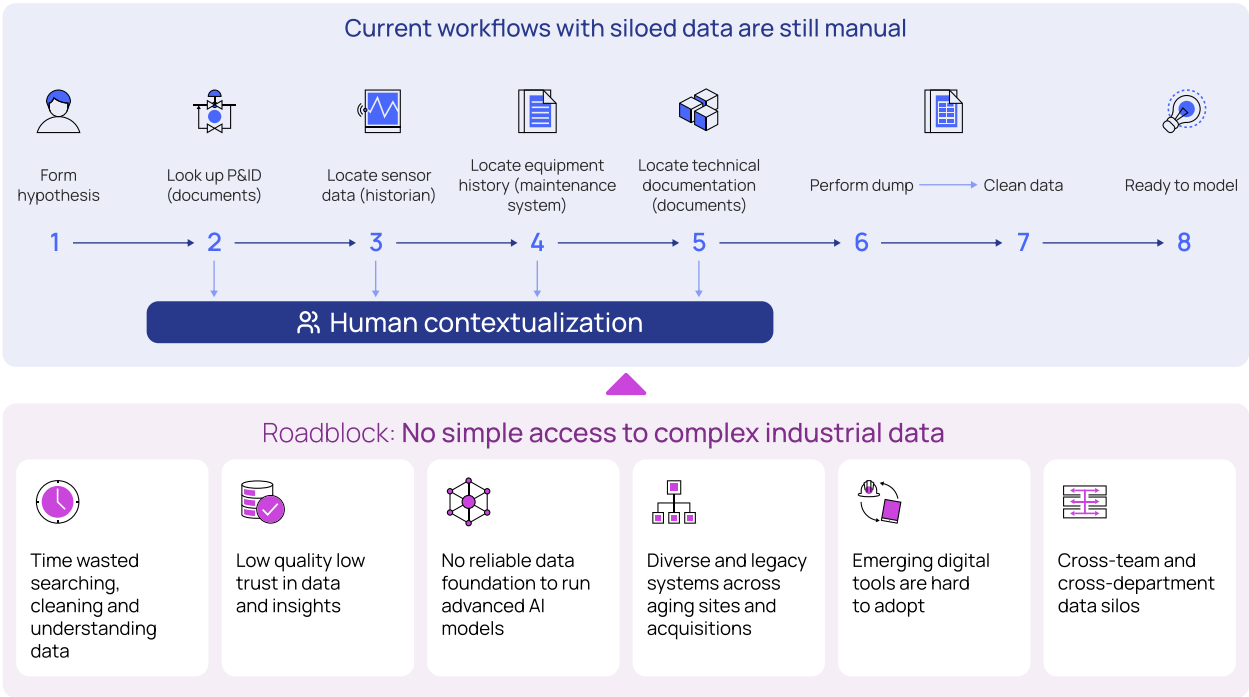 Current workflows with siloed data are still manual
Form
hypothesis
Look up P&ID
(documents)
Locate sensor
data (historian)
Locate equipment
history (maintenance
system)
Locate technical
documentation
(documents)
Perform dump
Clean data
Ready to model
1
2
3
4
5
6
7
8
Human contextualization
Roadblock: No simple access to complex industrial data
Time wasted
searching,
cleaning and
understanding
data
Low quality low
trust in data
and insights
No reliable data
foundation to run
advanced AI
models
Diverse and legacy
systems across
aging sites and
acquisitions
Emerging digital
tools are hard
to adopt
Cross-team and
cross-department
data silos